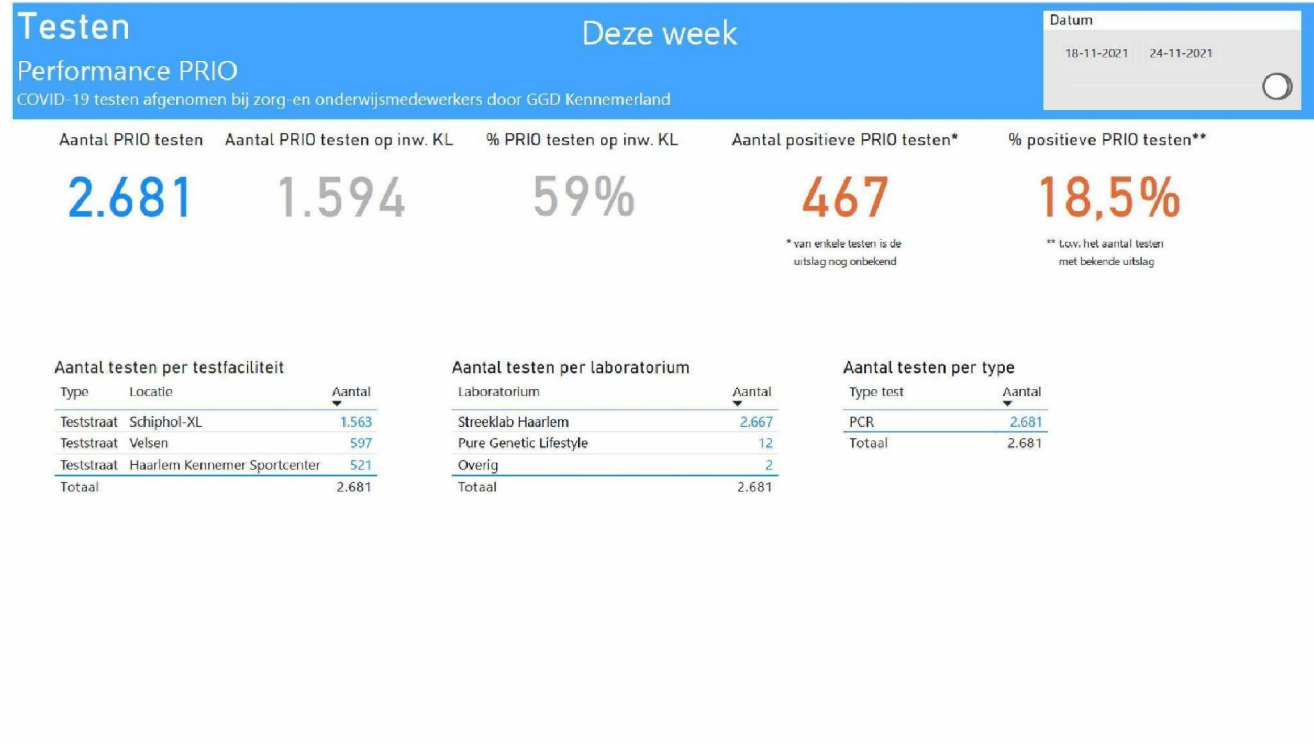 Testen
Deze week
Datum
18-11-2021 24-11-2021
Performance PRIO
COVID-19 testen afgenomen bij zorg-en onderwijsmedewerkers door GGD Kennemerland
Aantal PRIO testen Aantal PRIO testen op inw. KL % PRIO testen op inw. KL Aantal positieve PRIO testen* % positieve PRIO testen**
2.681 1.594 59% 467 18,5%
* van enkele testen is de
uitslag nog onbekend
** t.o.v. het aantal testen
met bekende uitslag
Aantal testen per testfaciliteit
Type Locatie Aantal
Teststraat Schiphol-XL 1.563
Teststraat Velsen 597
Teststraat Haarlem Kennemer Sportcenter 521
Totaal 2.681
Aantal testen per laboratorium
Laboratorium Aantal
Streeklab Haarlem 2.667
Pure Genetic Lifestyle 12
Overig 2
Totaal 2.681
Aantal testen per type
Type test Aantal
PCR 2.681
Totaal 2.681